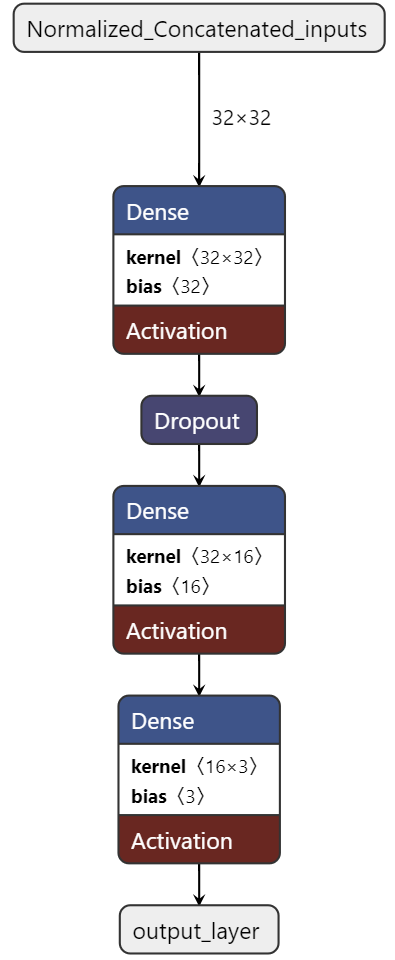 Normalized_Concatenated_inputs
32×32
Dense
kernel〈32×32〉
bias〈32〉
Activation
Dropout
Dense
kernel〈32×16〉
bias〈16〉
Activation
Dense
kernel〈16×3〉
bias〈3〉
Activation
output_layer